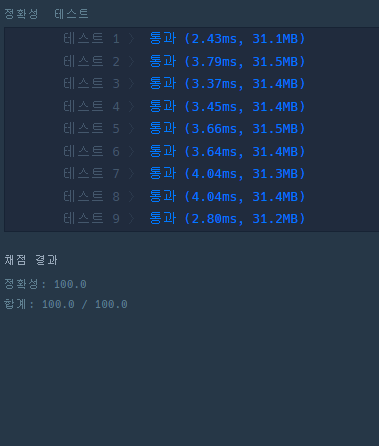 정확성 테스트
테스트 1 〉 통과 (2.43ms, 31.1MB)
테스트 2 〉 통과 (3.79ms, 31.5MB)
테스트 3 〉 통과 (3.37ms, 31.4MB)
테스트 4 〉 통과 (3.45ms, 31.4MB)
테스트 5 〉 통과 (3.66ms, 31.5MB)
테스트 6 〉 통과 (3.64ms, 31.4MB)
테스트 7 〉 통과 (4.04ms, 31.3MB)
테스트 8 〉 통과 (4.04ms, 31.4MB)
테스트 9 〉 통과 (2.80ms, 31.2MB)
채점 결과
정확성: 100.0
합계: 100.0 / 100.0